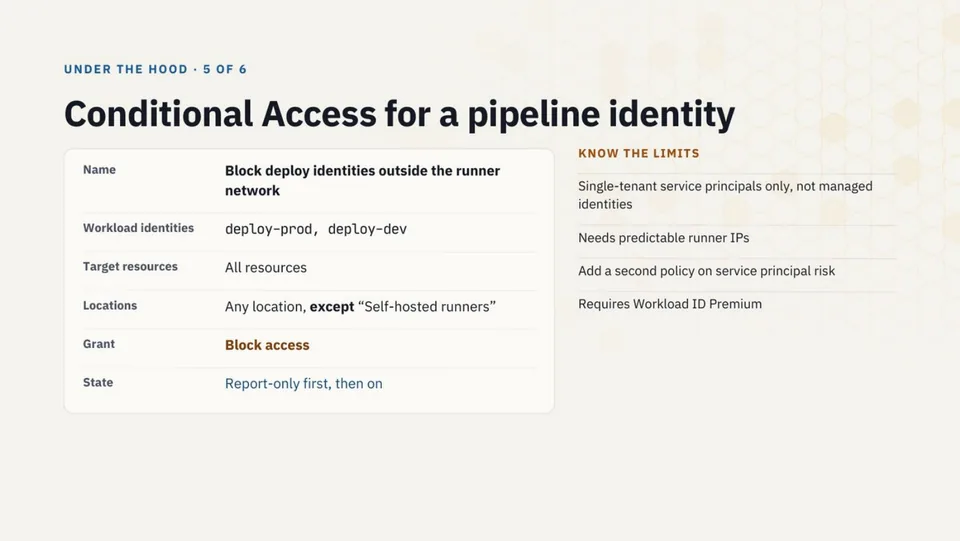 UNDER THE HOOD · 5 OF 6
Conditional Access for a pipeline identity
Name
Block deploy identities outside the runner
network
Workload identities
deploy-prod, deploy-dev
Target resources
All resources
Locations
Any location, except “Self-hosted runners”
Grant
Block access
State
Report-only first, then on
KNOW THE LIMITS
Single-tenant service principals only, not managed
identities
Needs predictable runner IPs
Add a second policy on service principal risk
Requires Workload ID Premium